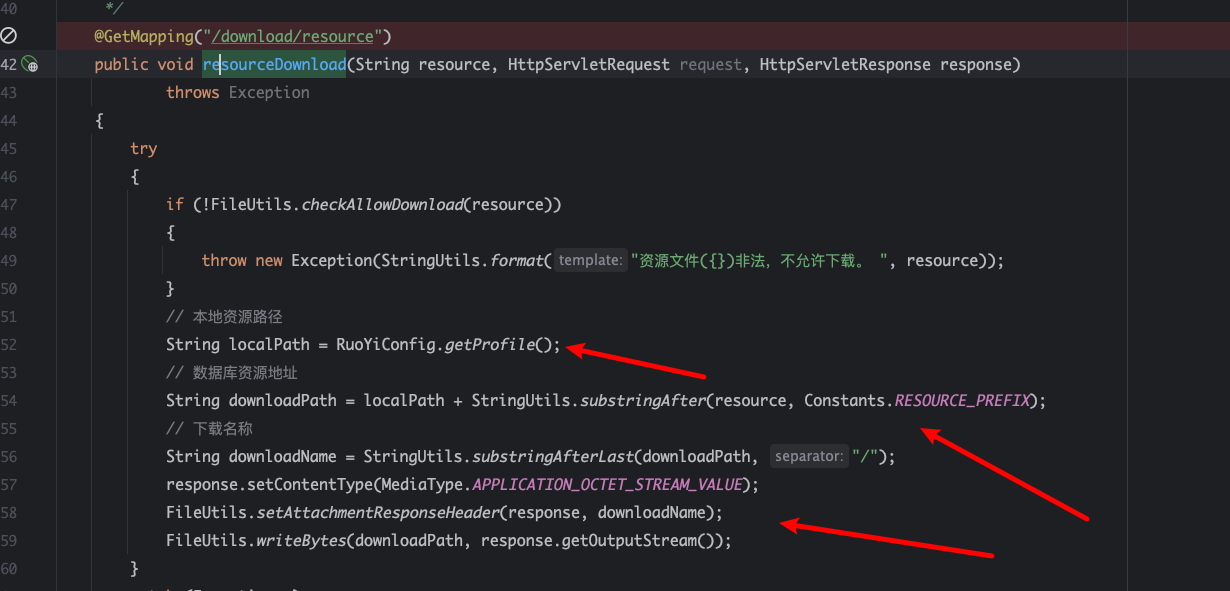 40 */
@GetMapping("/download/resource")
42 public void resourceDownload(String resource, HttpServletRequest request, HttpServletResponse response)
43 throws Exception
44 {
45 try
46 {
47 if (!FileUtils.checkAllowDownload(resource))
48 {
49 throw new Exception(StringUtils.format( template: "资源文件({})非法，不允许下载。 ", resource));
50 }
51 // 本地资源路径
52 String localPath = RuoYiConfig.getProfile();
53 // 数据库资源地址
54 String downloadPath = localPath + StringUtils.substringAfter(resource, Constants.RESOURCE_PREFIX);
55 // 下载名称
56 String downloadName = StringUtils.substringAfterLast(downloadPath, separator: "/");
57 response.setContentType(MediaType.APPLICATION_OCTET_STREAM_VALUE);
58 FileUtils.setAttachmentResponseHeader(response, downloadName);
59 FileUtils.writeBytes(downloadPath, response.getOutputStream());
60 }